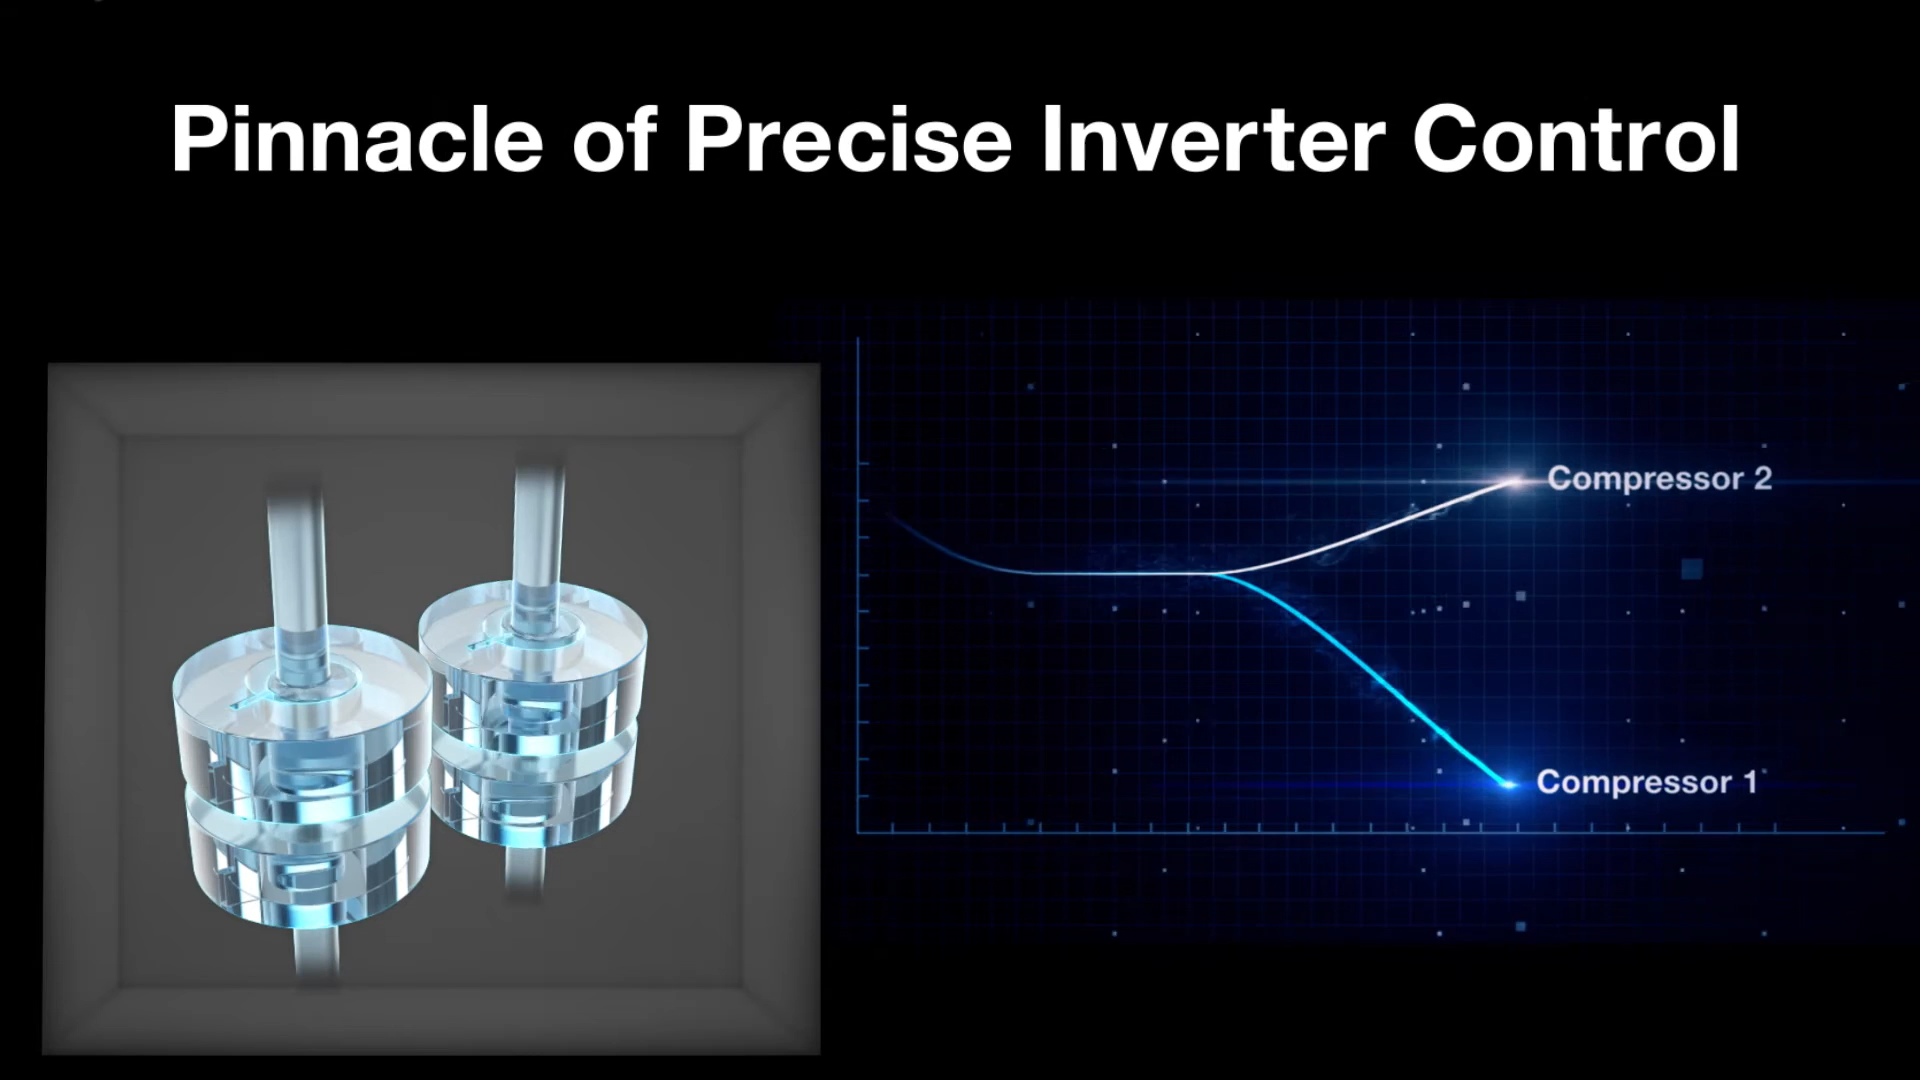 Pinnacle of Precise Inverter Control
Compressor 2
Compressor 1